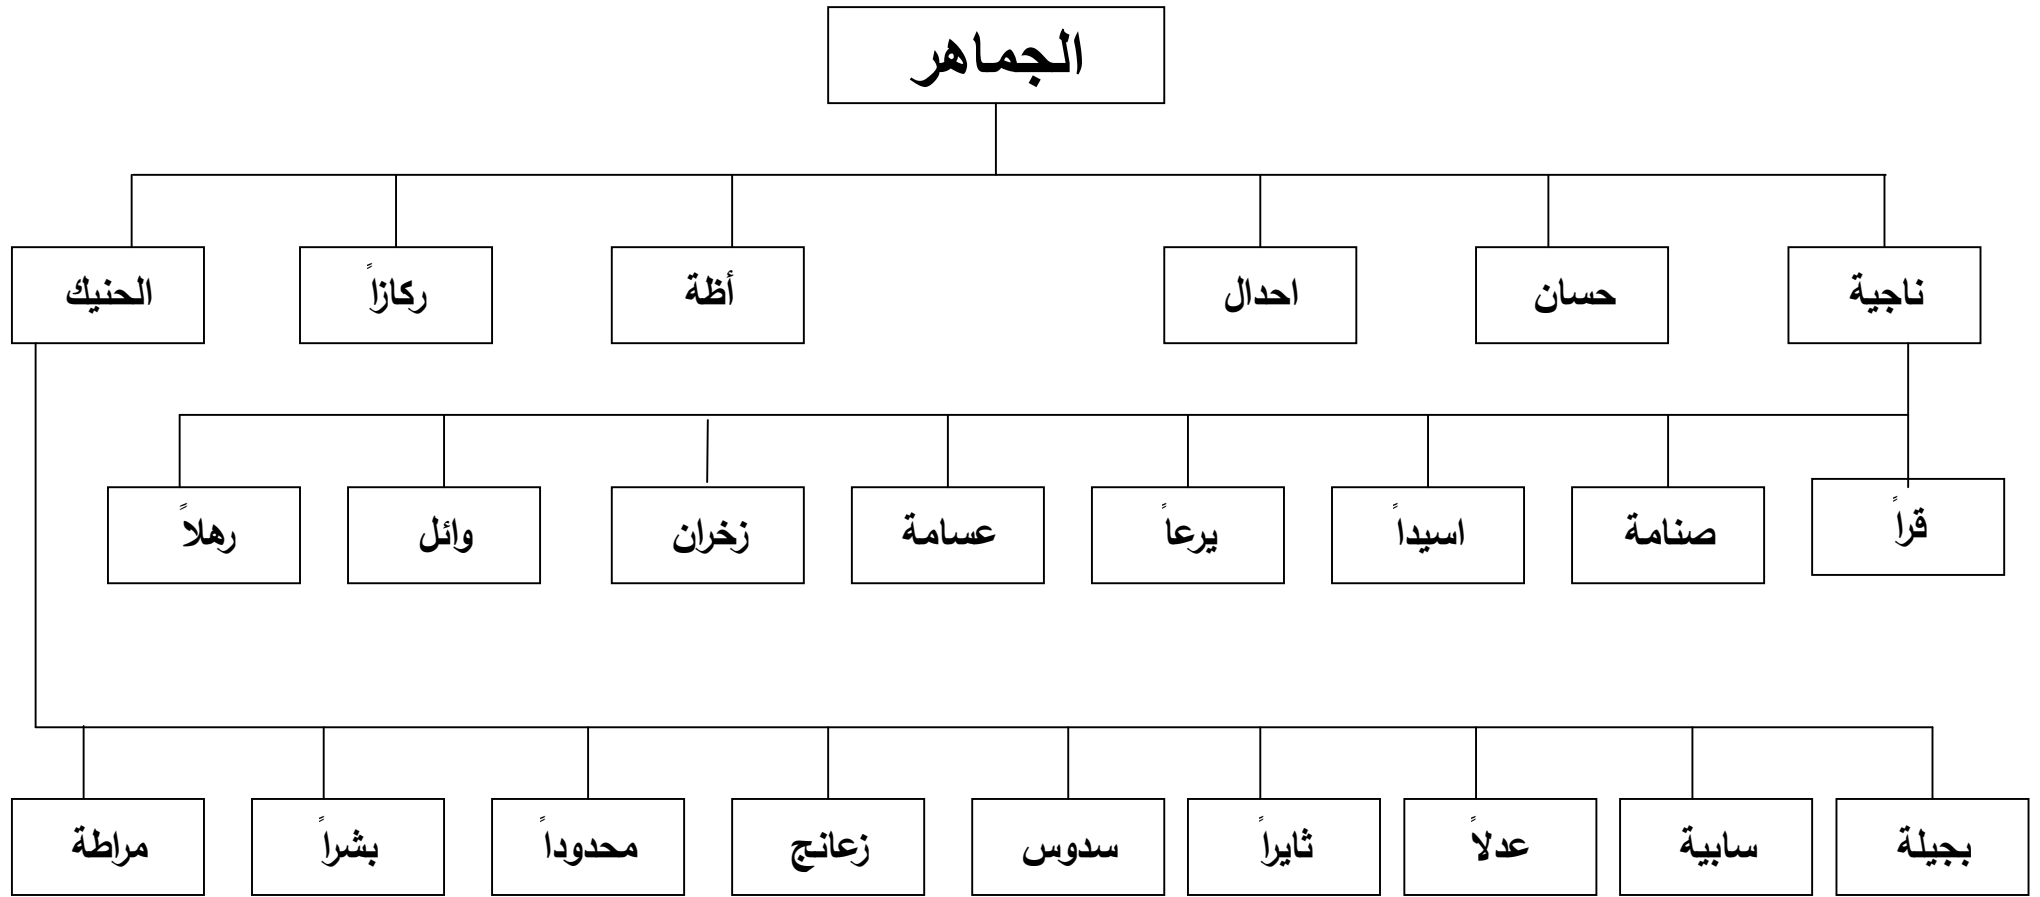 الجماهر
ناجية حسان احدال أظة ركازاً الحنيك
قراً صنامة اسيداً يرعاً عسامة زخران وائل رهلاً
بجيلة سابية عدلاً ثايراً سدوس زعانج محدوداً بشراً مراطة